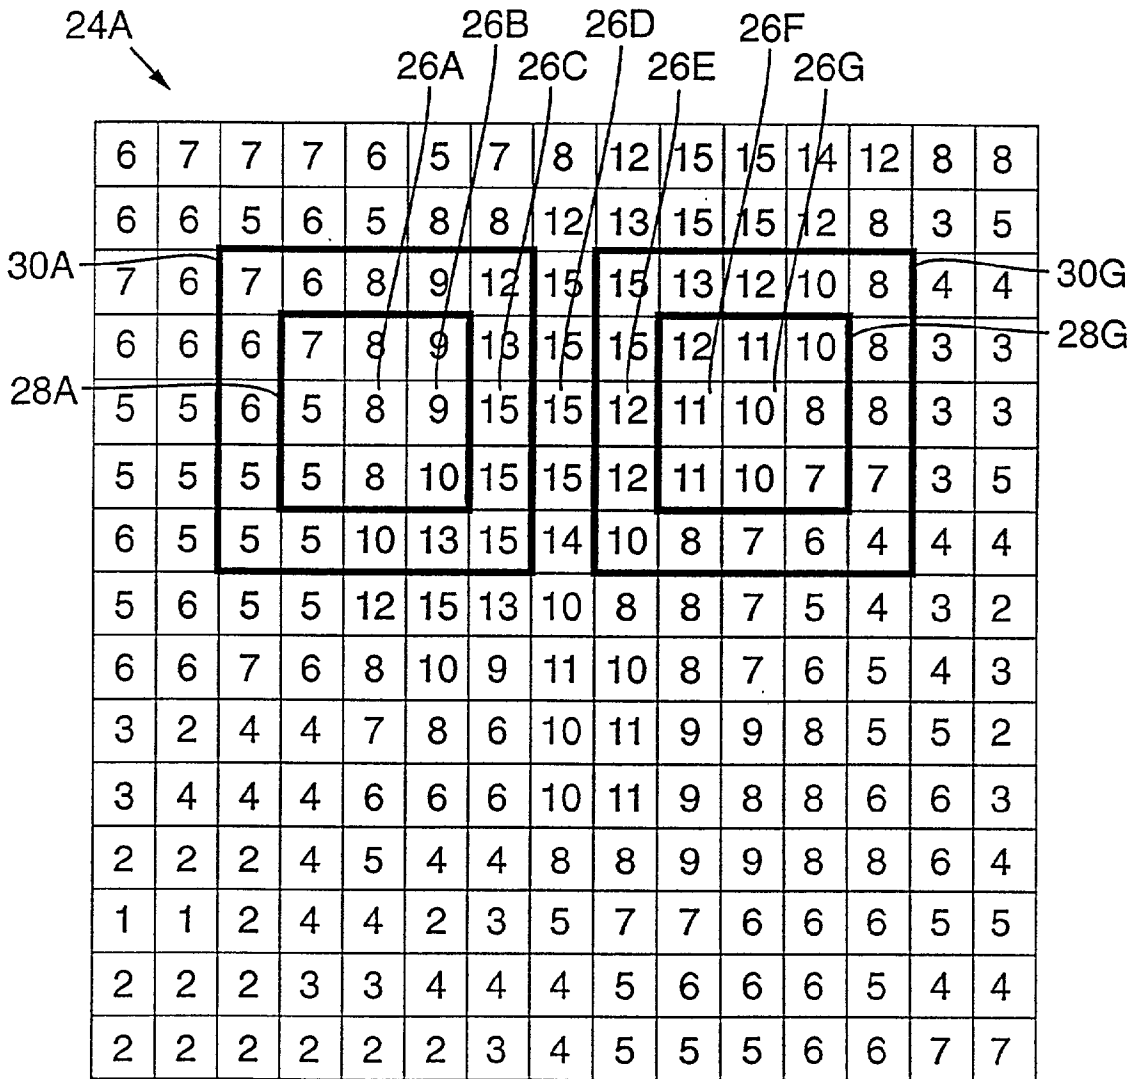 24A 26B 26D 26F
26A 26C 26E 26G
6 7 7 7 6 5 7 8 12 15 15 14 12 8 8
6 6 5 6 5 8 8 12 13 15 15 12 8 3 5
30A 7 6 7 6 8 9 12 15 15 13 12 10 8 4 4 30G
6 6 6 7 8 9 13 15 15 12 11 10 8 3 3 28G
28A 5 5 6 5 8 9 15 15 12 11 10 8 8 3 3
5 5 5 5 8 10 15 15 12 11 10 7 7 3 5
6 5 5 5 10 13 15 14 10 8 7 6 4 4 4
5 6 5 5 12 15 13 10 8 8 7 5 4 3 2
6 6 7 6 8 10 9 11 10 8 7 6 5 4 3
3 2 4 4 7 8 6 10 11 9 9 8 5 5 2
3 4 4 4 6 6 6 10 11 9 8 8 6 6 3
2 2 2 4 5 4 4 8 8 9 9 8 8 6 4
1 1 2 4 4 2 3 5 7 7 6 6 6 5 5
2 2 2 3 3 4 4 4 5 6 6 6 5 4 4
2 2 2 2 2 2 3 4 5 5 5 6 6 7 7